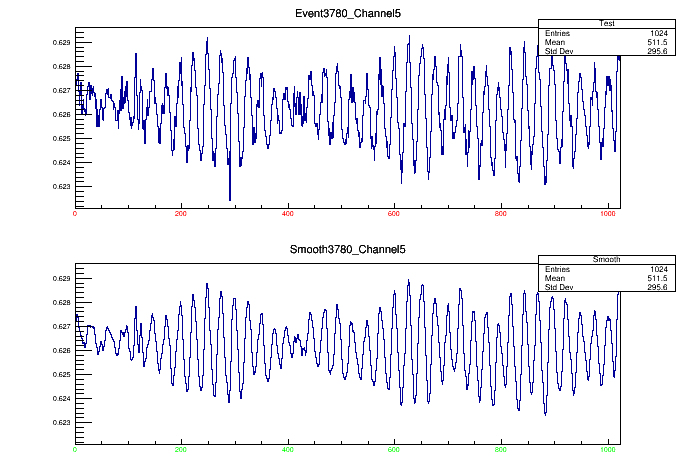 Event3780_Channel5
Test
Entries 1024
Mean 511.5
Std Dev 295.6
0.629
0.628
0.627
0.626
0.625
0.624
0.623
0 200 400 600 800 1000
Smooth3780_Channel5
Smooth
Entries 1024
Mean 511.5
Std Dev 295.6
0.629
0.628
0.627
0.626
0.625
0.624
0.623
0 200 400 600 800 1000